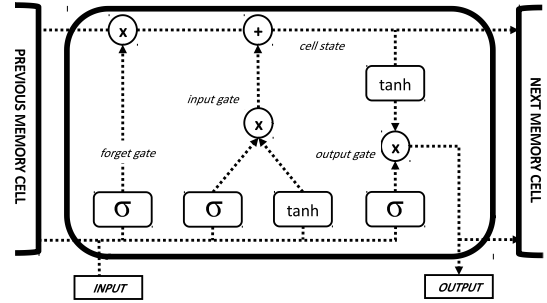 PREVIOUS MEMORY CELL
x
+
cell state
tanh
input gate
x
forget gate
output gate
x
σ
σ
tanh
σ
NEXT MEMORY CELL
INPUT
OUTPUT